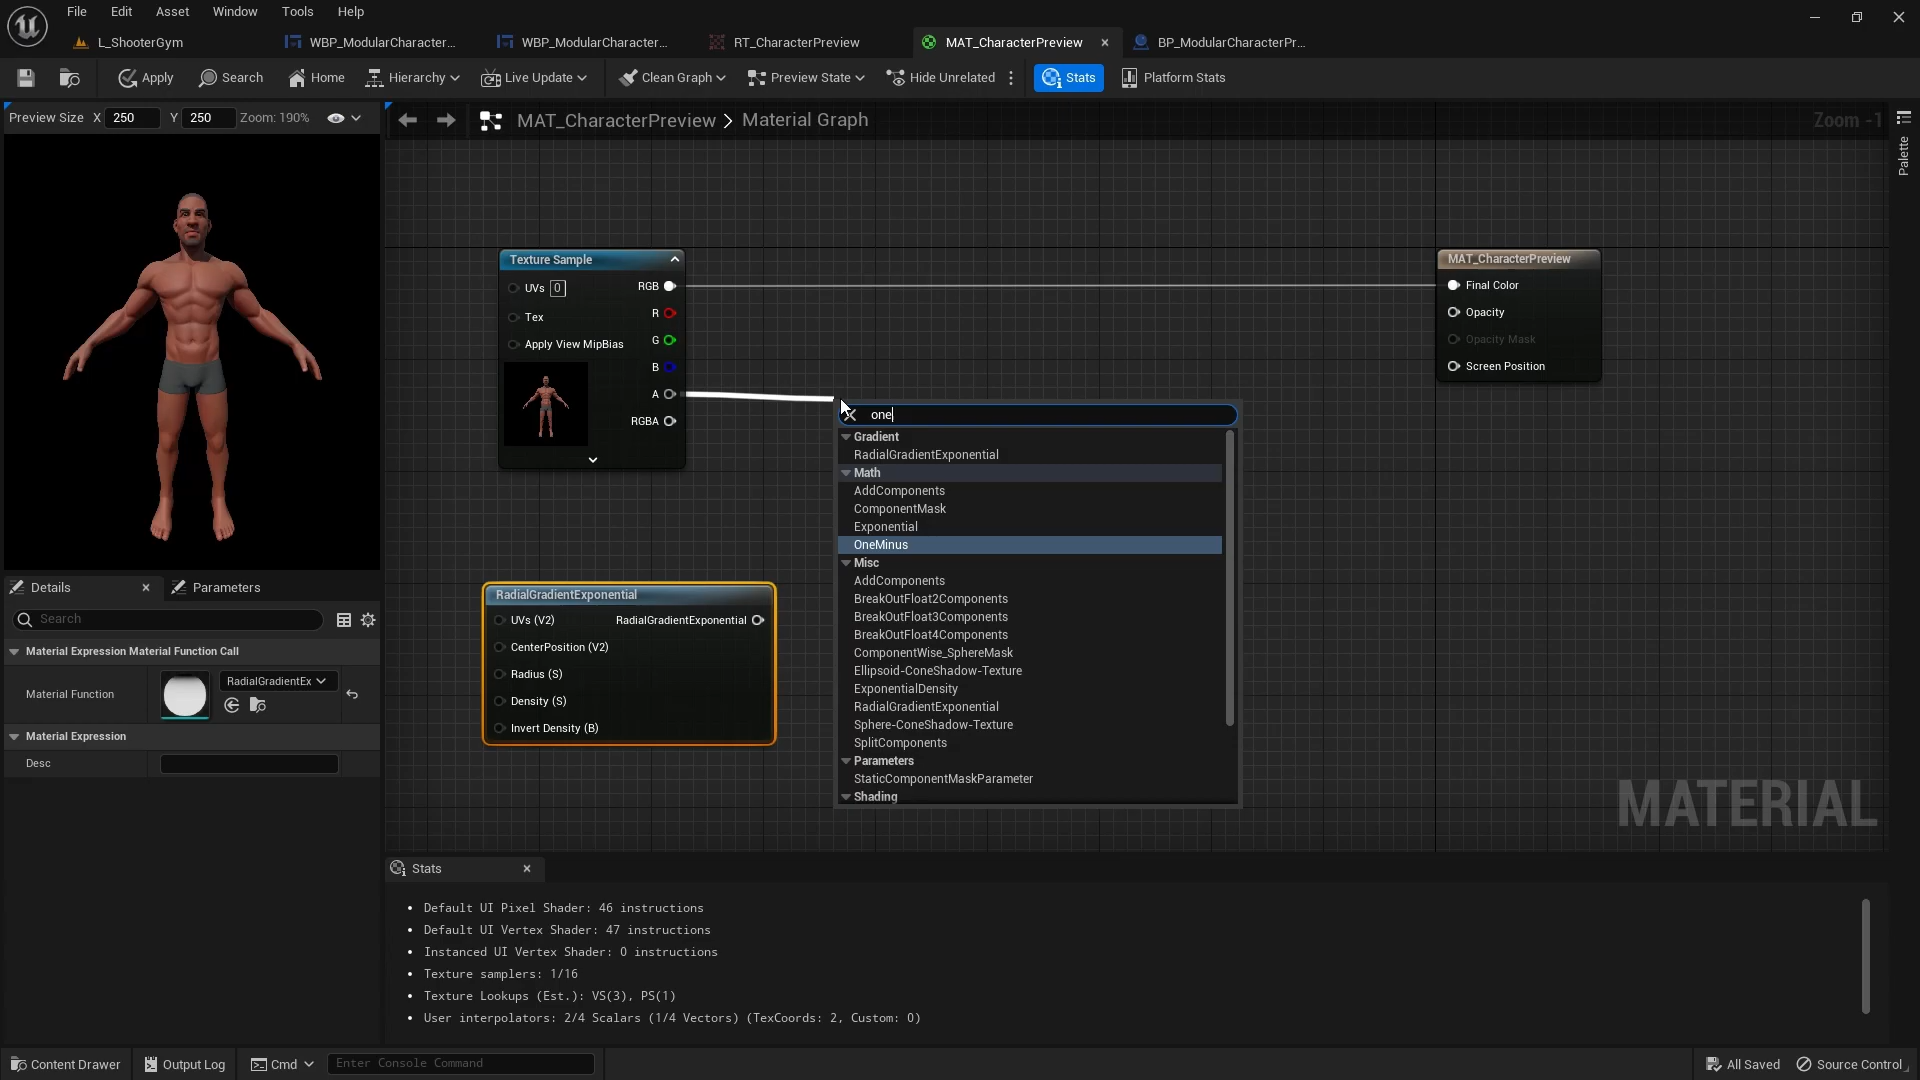 File Edit Asset Window Tools Help
L_ShooterGym WBP_ModularCharacter... WBP_ModularCharacter... RT_CharacterPreview MAT_CharacterPreview BP_ModularCharacterPr...
Apply Search Home Hierarchy Live Update Clean Graph Preview State Hide Unrelated Stats Platform Stats
Preview Size X 250 Y 250 Zoom: 190%
MAT_CharacterPreview Material Graph Zoom -1
Palette
Texture Sample
UVs 0 RGB
R
Tex
Apply View MipBias G
B
A
RGBA
MAT_CharacterPreview
Final Color
Opacity
Opacity Mask
Screen Position
one
Gradient
RadialGradientExponential
Math
AddComponents
ComponentMask
Exponential
OneMinus
Misc
AddComponents
BreakOutFloat2Components
BreakOutFloat3Components
BreakOutFloat4Components
ComponentWise_SphereMask
Ellipsoid-ConeShadow-Texture
ExponentialDensity
RadialGradientExponential
Sphere-ConeShadow-Texture
SplitComponents
Parameters
StaticComponentMaskParameter
Shading
RadialGradientExponential
UVs (V2) RadialGradientExponential
CenterPosition (V2)
Radius (S)
Density (S)
Invert Density (B)
Details Parameters
Search
Material Expression Material Function Call
Material Function RadialGradientEx
Material Expression
Desc
MATERIAL
Stats
Default UI Pixel Shader: 46 instructions
Default UI Vertex Shader: 47 instructions
Instanced UI Vertex Shader: 0 instructions
Texture samplers: 1/16
Texture Lookups (Est.): VS(3), PS(1)
User interpolators: 2/4 Scalars (1/4 Vectors) (TexCoords: 2, Custom: 0)
Content Drawer Output Log Cmd Enter Console Command All Saved Source Control